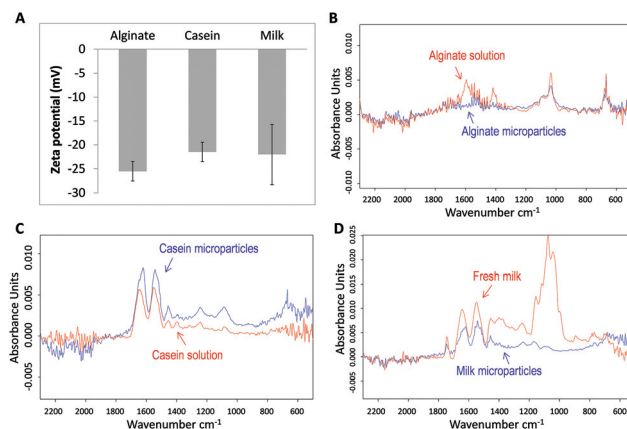 A
Alginate Casein Milk
0
-5
-10
-15
-20
-25
-30
Zeta potential (mV)
B
Alginate solution
Alginate microparticles
0.010
0.005
0.000
-0.005
-0.010
Absorbance Units
2200 2000 1800 1600 1400 1200 1000 800 600
Wavenumber cm-1
C
Casein microparticles
Casein solution
0.010
0.005
0.000
-0.005
Absorbance Units
2200 2000 1800 1600 1400 1200 1000 800 600
Wavenumber cm-1
D
Fresh milk
Milk microparticles
0.025
0.020
0.015
0.010
0.005
0.000
-0.005
Absorbance Units
2200 2000 1800 1600 1400 1200 1000 800 600
Wavenumber cm-1